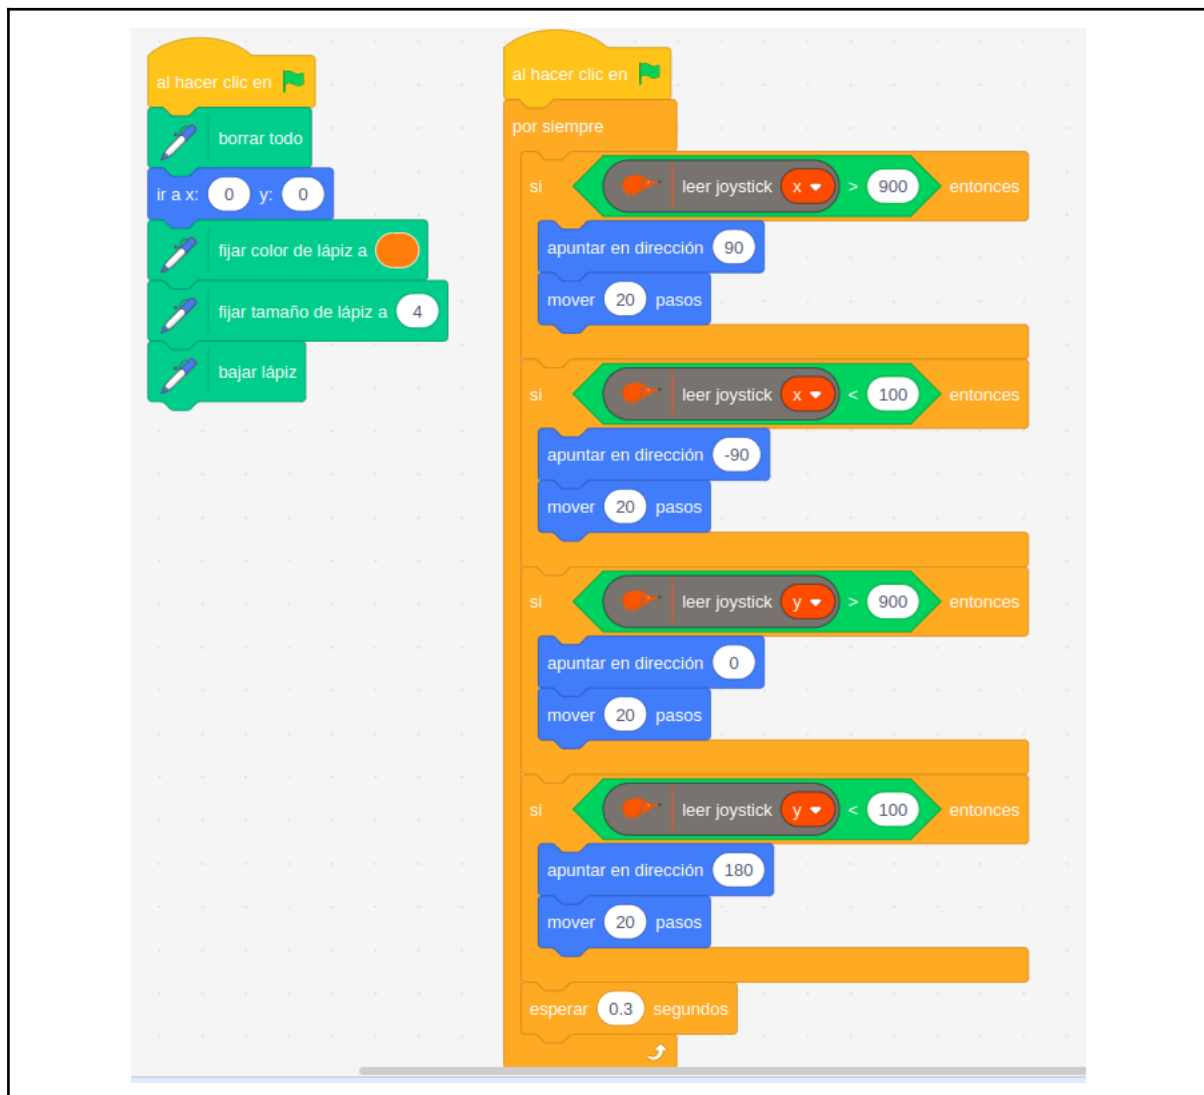 al hacer clic en
borrar todo
ir a x: 0 y: 0
fijar color de lápiz a
fijar tamaño de lápiz a 4
bajar lápiz
al hacer clic en
por siempre
si leer joystick x > 900 entonces
apuntar en dirección 90
mover 20 pasos
si leer joystick x < 100 entonces
apuntar en dirección -90
mover 20 pasos
si leer joystick y > 900 entonces
apuntar en dirección 0
mover 20 pasos
si leer joystick y < 100 entonces
apuntar en dirección 180
mover 20 pasos
esperar 0.3 segundos